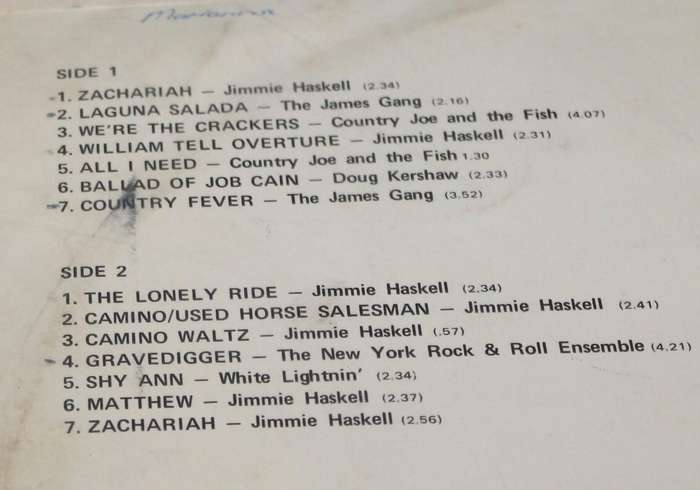 Marianna
SIDE 1
1. ZACHARIAH — Jimmie Haskell (2.34)
2. LAGUNA SALADA — The James Gang (2.16)
3. WE'RE THE CRACKERS — Country Joe and the Fish (4.07)
4. WILLIAM TELL OVERTURE — Jimmie Haskell (2.31)
5. ALL I NEED — Country Joe and the Fish 1.30
6. BALLAD OF JOB CAIN — Doug Kershaw (2.33)
7. COUNTRY FEVER — The James Gang (3.52)
SIDE 2
1. THE LONELY RIDE — Jimmie Haskell (2.34)
2. CAMINO/USED HORSE SALESMAN — Jimmie Haskell (2.41)
3. CAMINO WALTZ — Jimmie Haskell (.57)
4. GRAVEDIGGER — The New York Rock & Roll Ensemble (4.21)
5. SHY ANN — White Lightnin' (2.34)
6. MATTHEW — Jimmie Haskell (2.37)
7. ZACHARIAH — Jimmie Haskell (2.56)